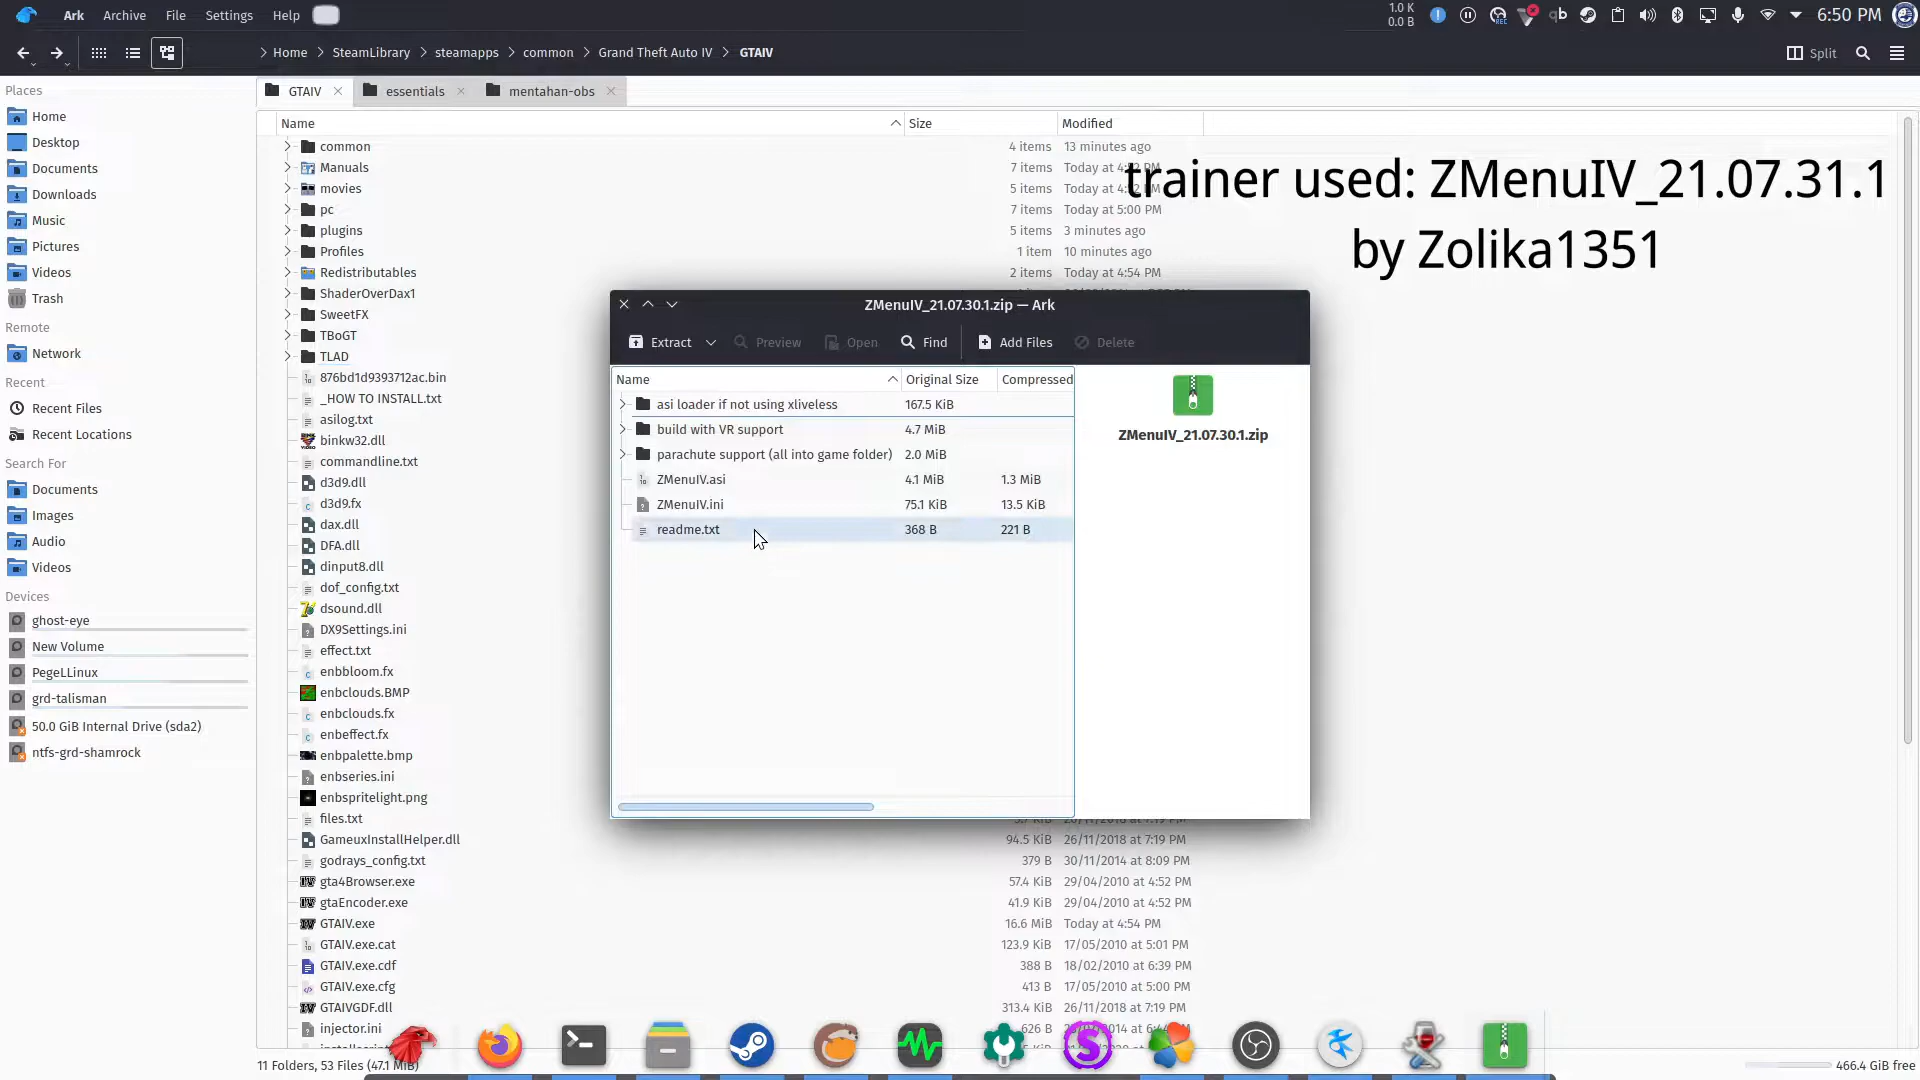 Ark Archive File Settings Help
1.0 K
0.0 B
6:50 PM
Home SteamLibrary steamapps common Grand Theft Auto IV GTAIV
Split
Places
Home
Desktop
Documents
Downloads
Music
Pictures
Videos
Trash
Remote
Network
Recent
Recent Files
Recent Locations
Search For
Documents
Images
Audio
Videos
Devices
ghost-eye
New Volume
PegeLLinux
grd-talisman
50.0 GiB Internal Drive (sda2)
ntfs-grd-shamrock
GTAIV essentials mentahan-obs
Name Size Modified
common 4 items 13 minutes ago
Manuals 7 items Today at
movies 5 items Today at
pc 7 items Today at 5:00 PM
plugins 5 items 3 minutes ago
Profiles 1 item 10 minutes ago
Redistributables 2 items Today at 4:54 PM
ShaderOverDax1
SweetFX
TBoGT
TLAD
876bd1d9393712ac.bin
_HOW TO INSTALL.txt
asilog.txt
binkw32.dll
commandline.txt
d3d9.dll
d3d9.fx
dax.dll
DFA.dll
dinput8.dll
dof_config.txt
dsound.dll
DX9Settings.ini
effect.txt
enbbloom.fx
enbclouds.BMP
enbclouds.fx
enbeffect.fx
enbpalette.bmp
enbseries.ini
enbspritelight.png
files.txt
GameuxInstallHelper.dll 94.5 KiB 26/11/2018 at 7:19 PM
godrays_config.txt 379 B 30/11/2014 at 8:09 PM
gta4Browser.exe 57.4 KiB 29/04/2010 at 4:52 PM
gtaEncoder.exe 41.9 KiB 29/04/2010 at 4:52 PM
GTAIV.exe 16.6 MiB Today at 4:54 PM
GTAIV.exe.cat 123.9 KiB 17/05/2010 at 5:01 PM
GTAIV.exe.cdf 388 B 18/02/2010 at 6:39 PM
GTAIV.exe.cfg 413 B 17/05/2010 at 5:00 PM
GTAIVGDF.dll 313.4 KiB 26/11/2018 at 7:19 PM
injector.ini 626 B
11 Folders, 53 Files (47.1 MiB)
466.4 GiB free
trainer used: ZMenuIV_21.07.31.1
by Zolika1351
ZMenuIV_21.07.30.1.zip — Ark
Extract Preview Open Find Add Files Delete
Name Original Size Compressed
asi loader if not using xliveless 167.5 KiB
build with VR support 4.7 MiB
parachute support (all into game folder) 2.0 MiB
ZMenuIV.asi 4.1 MiB 1.3 MiB
ZMenuIV.ini 75.1 KiB 13.5 KiB
readme.txt 368 B 221 B
ZMenuIV_21.07.30.1.zip